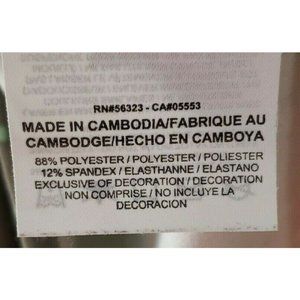 RN#56323 - CA#05553
MADE IN CAMBODIA/FABRIQUE AU
CAMBODGE/HECHO EN CAMBOYA
88% POLYESTER / POLYESTER / POLIESTER
12% SPANDEX / ELASTHANNE / ELASTANO
EXCLUSIVE OF DECORATION / DECORATION
NON COMPRISE / NO INCLUYE LA
DECORACION